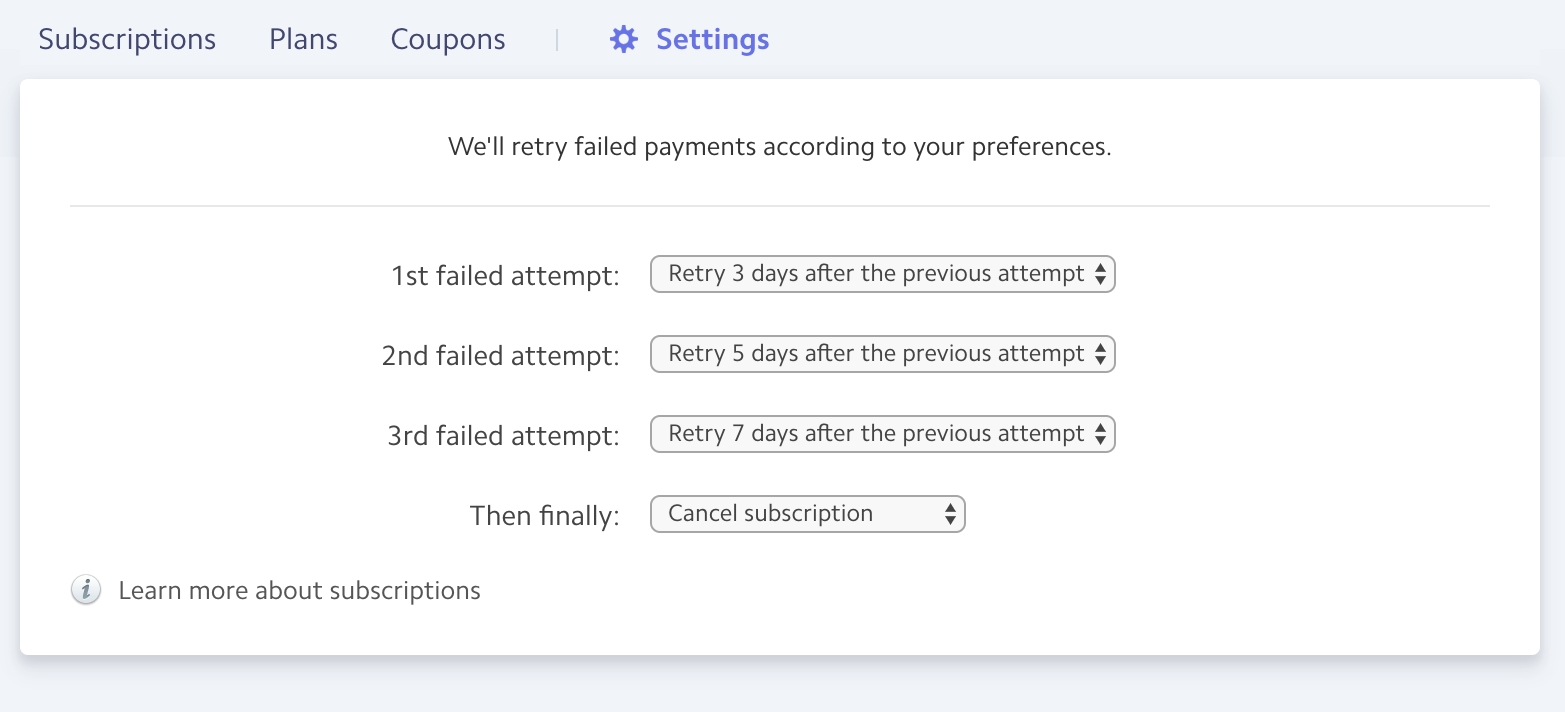 Subscriptions Plans Coupons Settings
We'll retry failed payments according to your preferences.
1st failed attempt: Retry 3 days after the previous attempt
2nd failed attempt: Retry 5 days after the previous attempt
3rd failed attempt: Retry 7 days after the previous attempt
Then finally: Cancel subscription
i Learn more about subscriptions